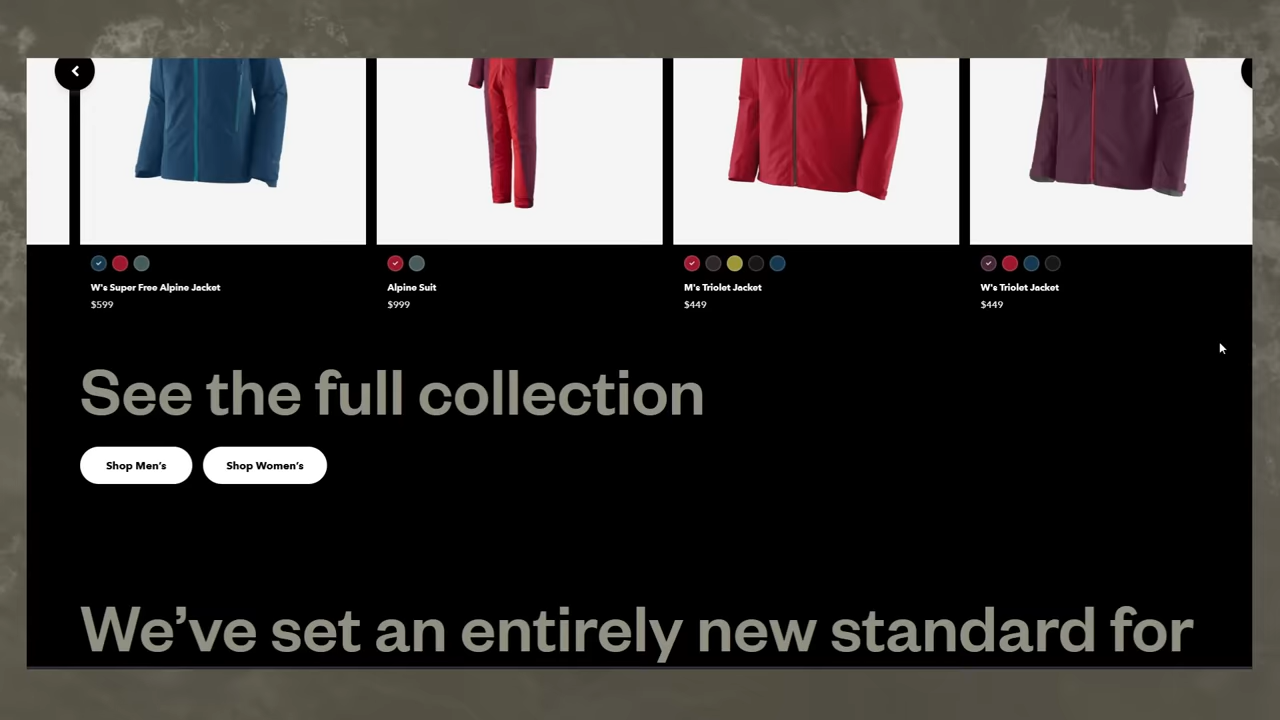 W's Super Free Alpine Jacket
$599
Alpine Suit
$999
M's Triolet Jacket
$449
W's Triolet Jacket
$449
See the full collection
Shop Men’s
Shop Women’s
We’ve set an entirely new standard for